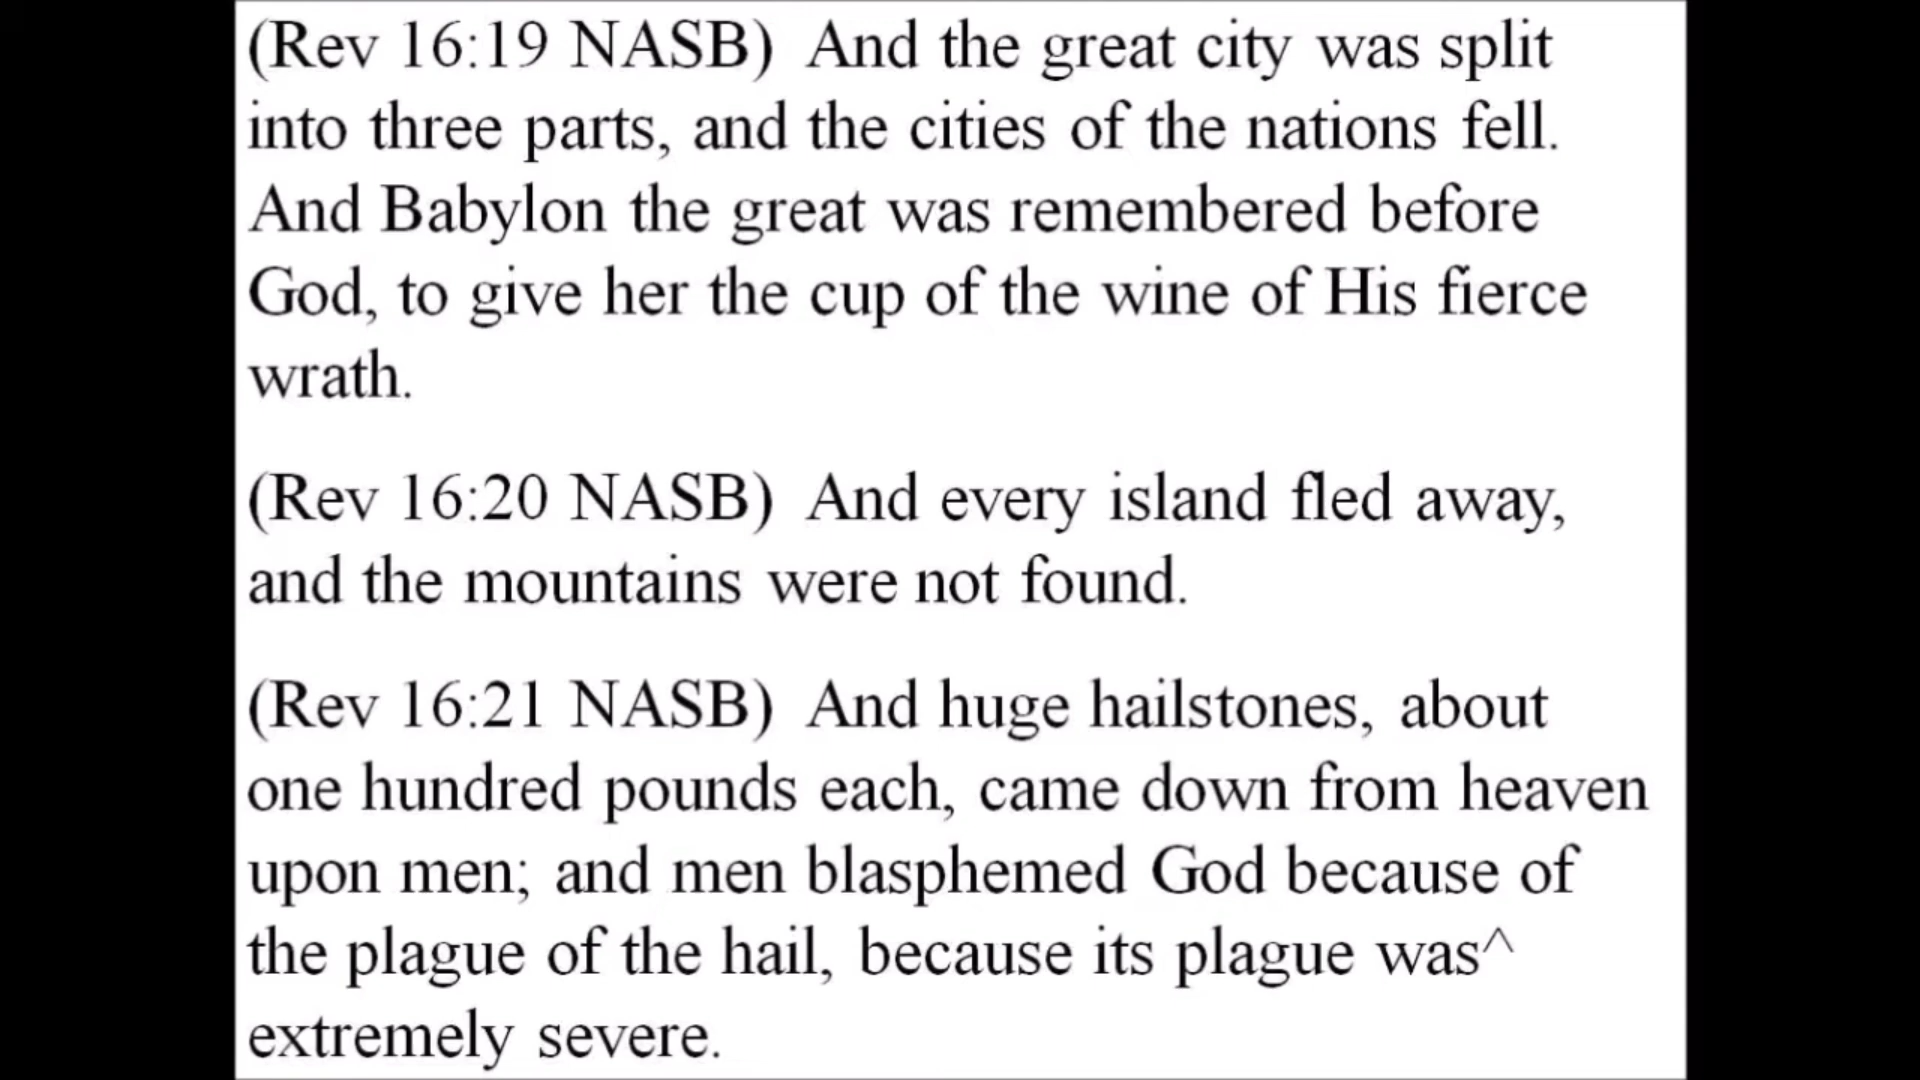 (Rev 16:19 NASB) And the great city was split
into three parts, and the cities of the nations fell.
And Babylon the great was remembered before
God, to give her the cup of the wine of His fierce
wrath.
(Rev 16:20 NASB) And every island fled away,
and the mountains were not found.
(Rev 16:21 NASB) And huge hailstones, about
one hundred pounds each, came down from heaven
upon men; and men blasphemed God because of
the plague of the hail, because its plague was^
extremely severe.